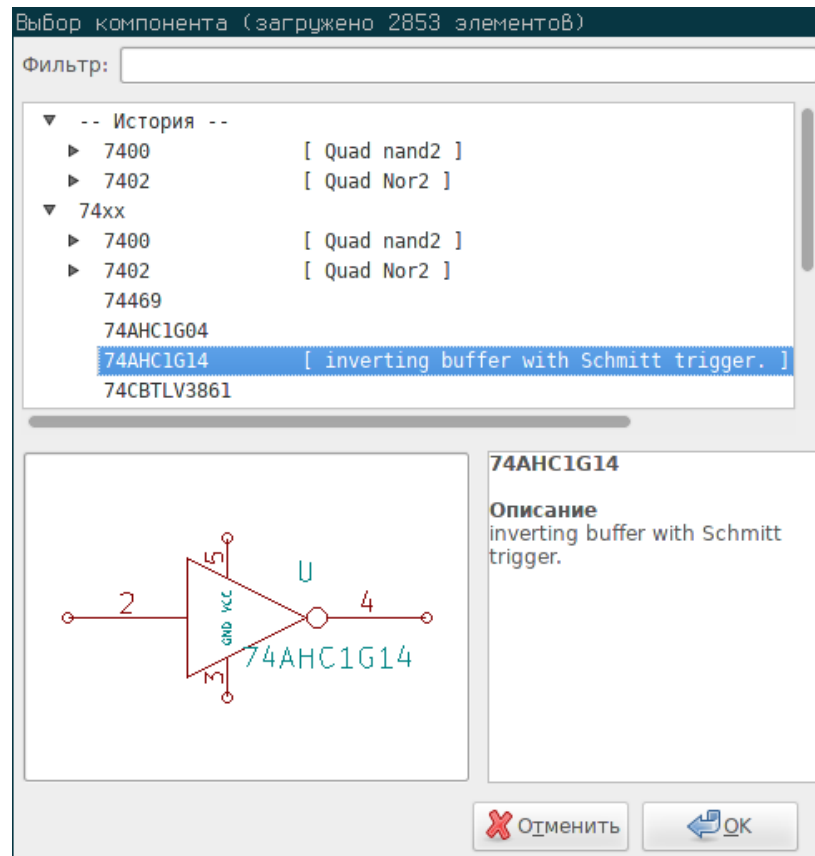 Выбор компонента (загружено 2853 элементов)
Фильтр:
-- История --
7400 [ Quad nand2 ]
7402 [ Quad Nor2 ]
74xx
7400 [ Quad nand2 ]
7402 [ Quad Nor2 ]
74469
74AHC1G04
74AHC1G14 [ inverting buffer with Schmitt trigger. ]
74CBTLV3861
74AHC1G14
Описание
inverting buffer with Schmitt
trigger.
5
U
2
VCC
GND
4
74AHC1G14
3
Отменить
OK